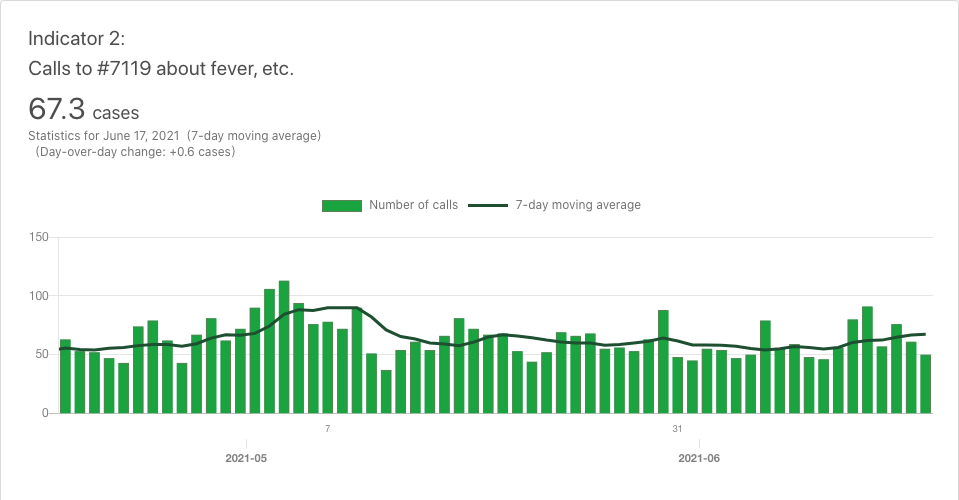 Indicator 2:
Calls to #7119 about fever, etc.
67.3 cases
Statistics for June 17, 2021 (7-day moving average)
(Day-over-day change: +0.6 cases)
Number of calls 7-day moving average
150
100
50
0
7 31
2021-05 2021-06